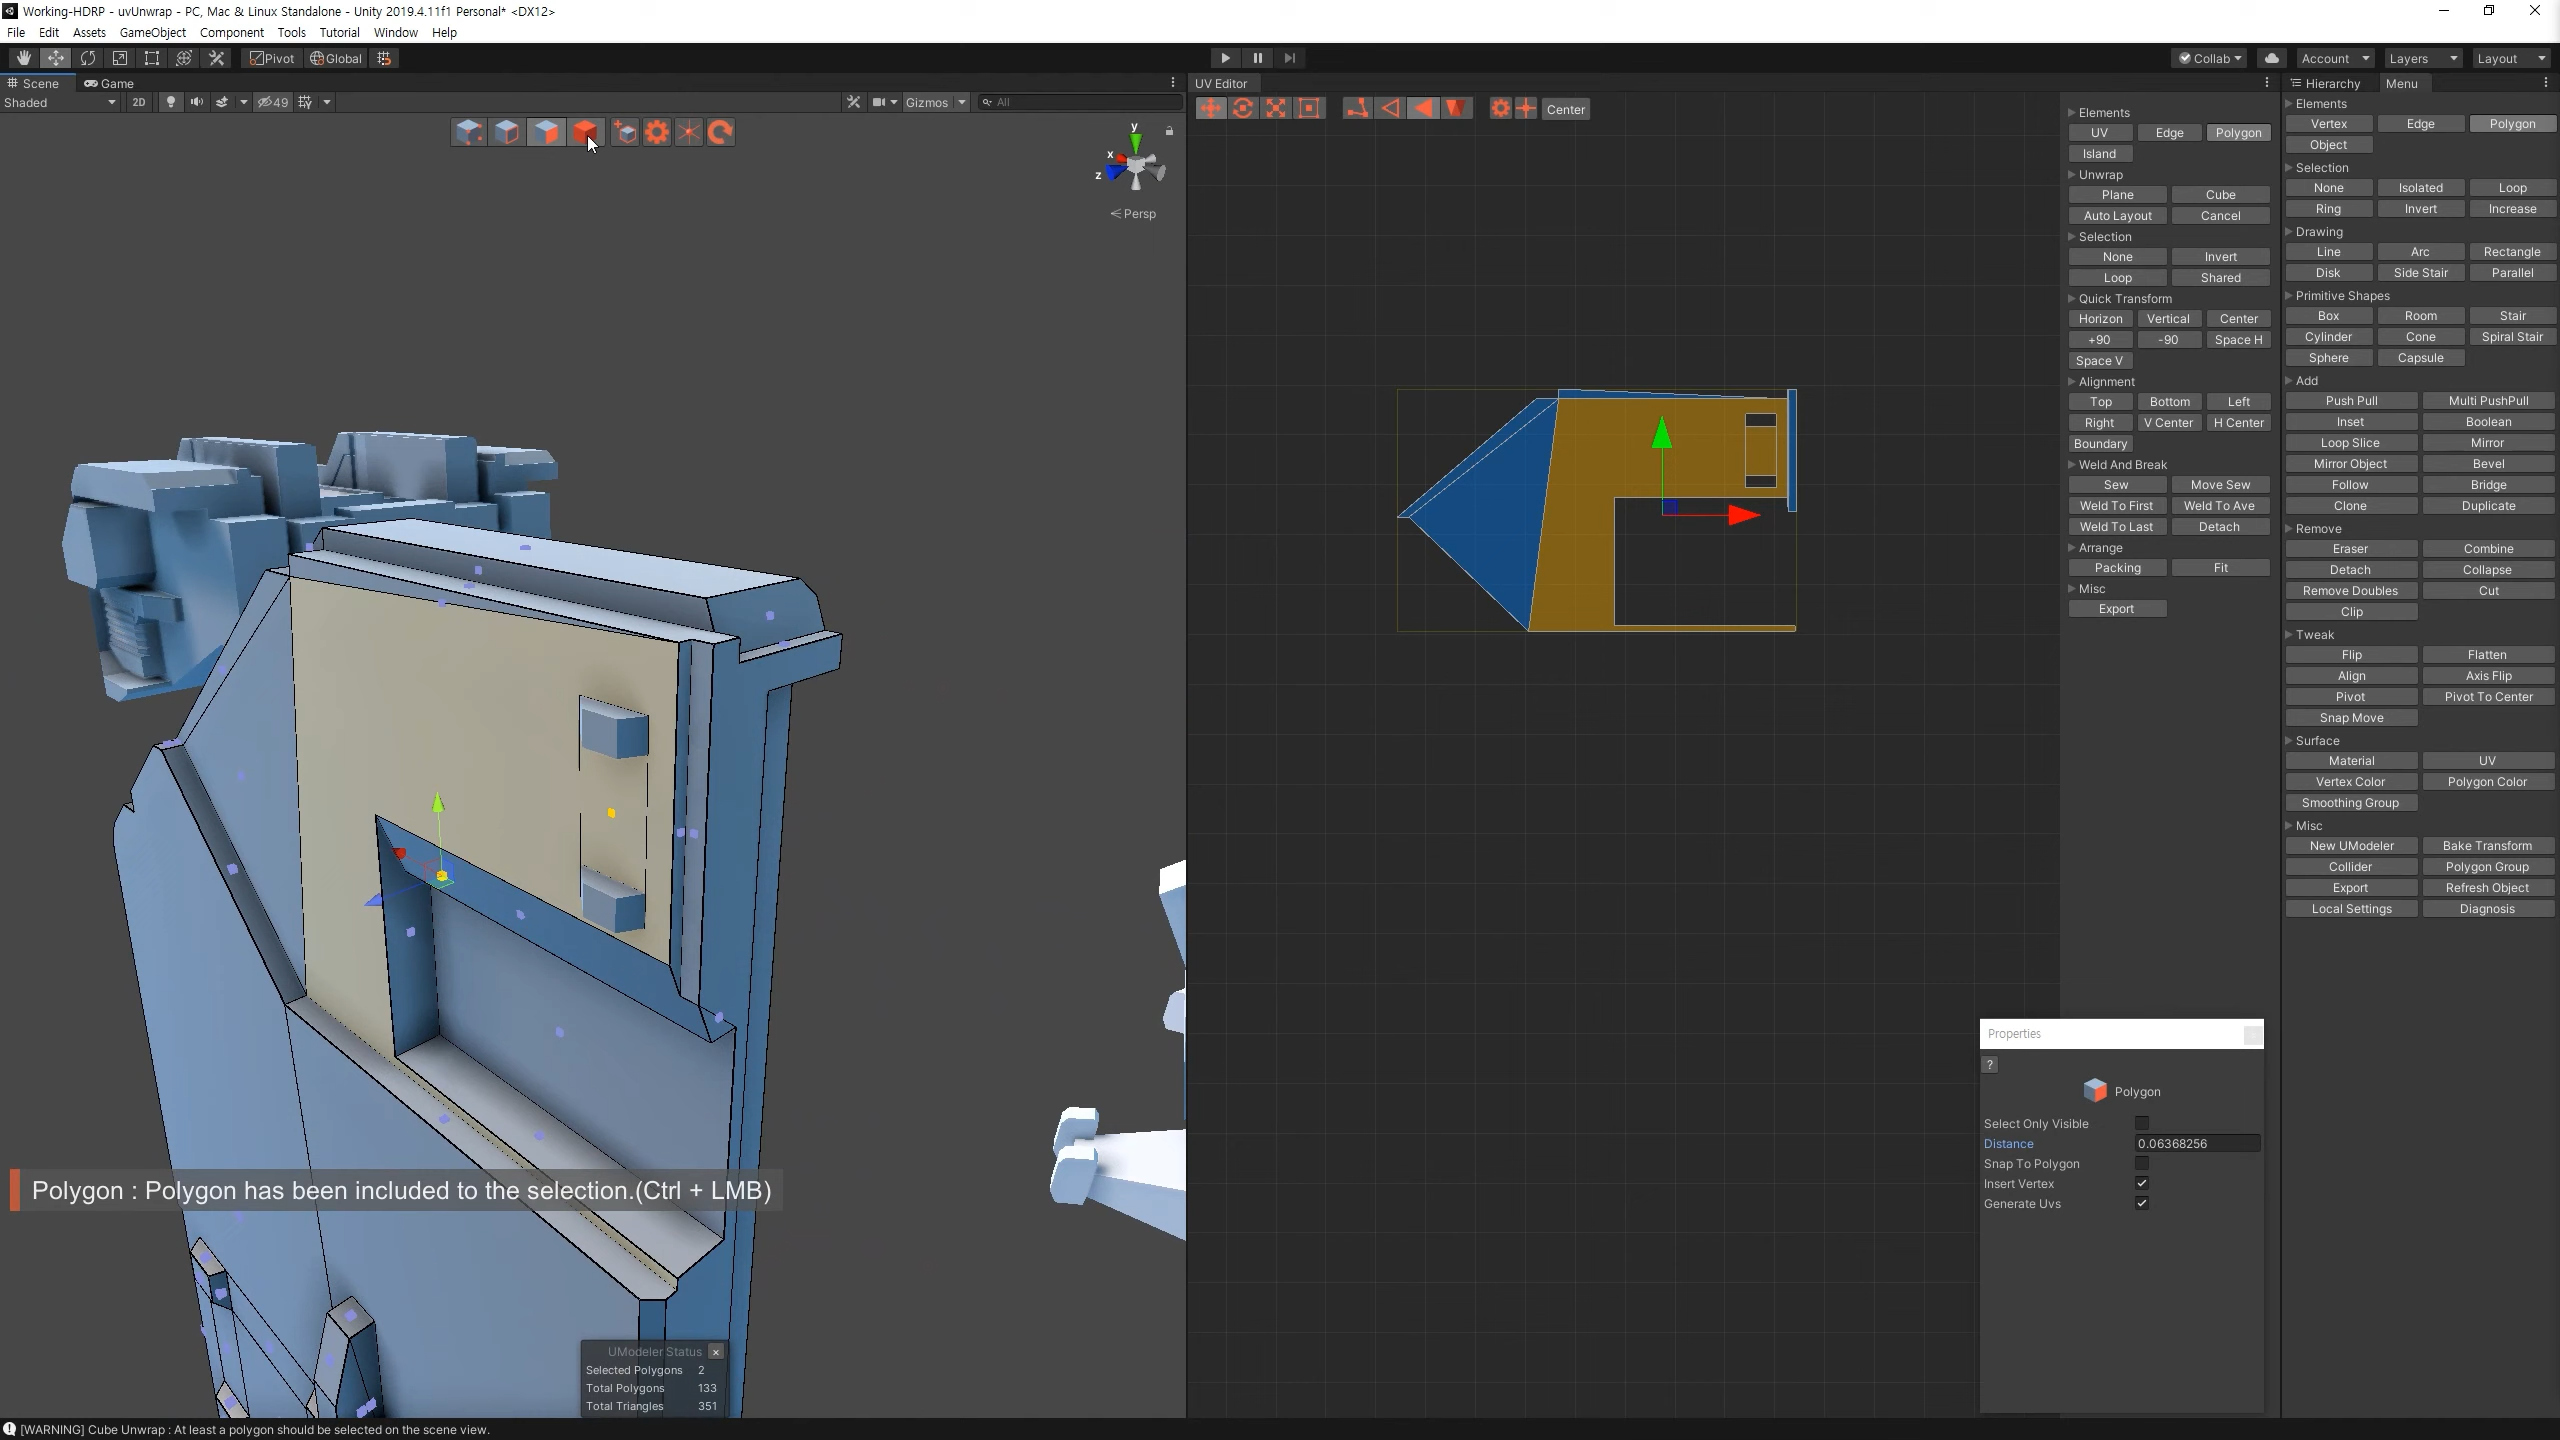 Working-HDRP - uvUnwrap - PC, Mac & Linux Standalone - Unity 2019.4.11f1 Personal* <DX12>
File Edit Assets GameObject Component Tools Tutorial Window Help
Pivot Global Collab Account Layers Layout
Scene Game
Shaded 2D 49 Gizmos All
y
x
z
Persp
Polygon : Polygon has been included to the selection.(Ctrl + LMB)
UModeler Status
Selected Polygons 2
Total Polygons 133
Total Triangles 351
[WARNING] Cube Unwrap : At least a polygon should be selected on the scene view.
UV Editor
Center
Elements
UV Edge Polygon
Island
Unwrap
Plane Cube
Auto Layout Cancel
Selection
None Invert
Loop Shared
Quick Transform
Horizon Vertical Center
+90 -90 Space H
Space V
Alignment
Top Bottom Left
Right V Center H Center
Boundary
Weld And Break
Sew Move Sew
Weld To First Weld To Ave
Weld To Last Detach
Arrange
Packing Fit
Misc
Export
Properties
?
Polygon
Select Only Visible
Distance 0.06368256
Snap To Polygon
Insert Vertex
Generate Uvs
Hierarchy Menu
Elements
Vertex Edge Polygon
Object
Selection
None Isolated Loop
Ring Invert Increase
Drawing
Line Arc Rectangle
Disk Side Stair Parallel
Primitive Shapes
Box Room Stair
Cylinder Cone Spiral Stair
Sphere Capsule
Add
Push Pull Multi PushPull
Inset Boolean
Loop Slice Mirror
Mirror Object Bevel
Follow Bridge
Clone Duplicate
Remove
Eraser Combine
Detach Collapse
Remove Doubles Cut
Clip
Tweak
Flip Flatten
Align Axis Flip
Pivot Pivot To Center
Snap Move
Surface
Material UV
Vertex Color Polygon Color
Smoothing Group
Misc
New UModeler Bake Transform
Collider Polygon Group
Export Refresh Object
Local Settings Diagnosis